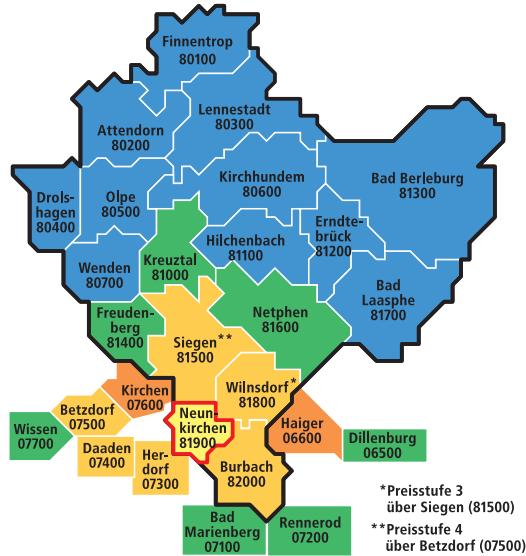 Finnentrop
80100
Lennestadt
80300
Attendorn
80200
Kirchhundem
80600
Bad Berleburg
81300
Drols-
hagen
80400
Olpe
80500
Erndte-
brück
81200
Hilchenbach
81100
Kreuztal
81000
Wenden
80700
Bad
Laasphe
81700
Netphen
81600
Freuden-
berg
81400
Siegen**
81500
Wilnsdorf*
81800
Kirchen
07600
Betzdorf
07500
Neun-
kirchen
81900
Haiger
06600
Wissen
07700
Daaden
07400
Her-
dorf
07300
Dillenburg
06500
Burbach
82000
Bad
Marienberg
07100
Rennerod
07200
*Preisstufe 3
über Siegen (81500)
**Preisstufe 4
über Betzdorf (07500)